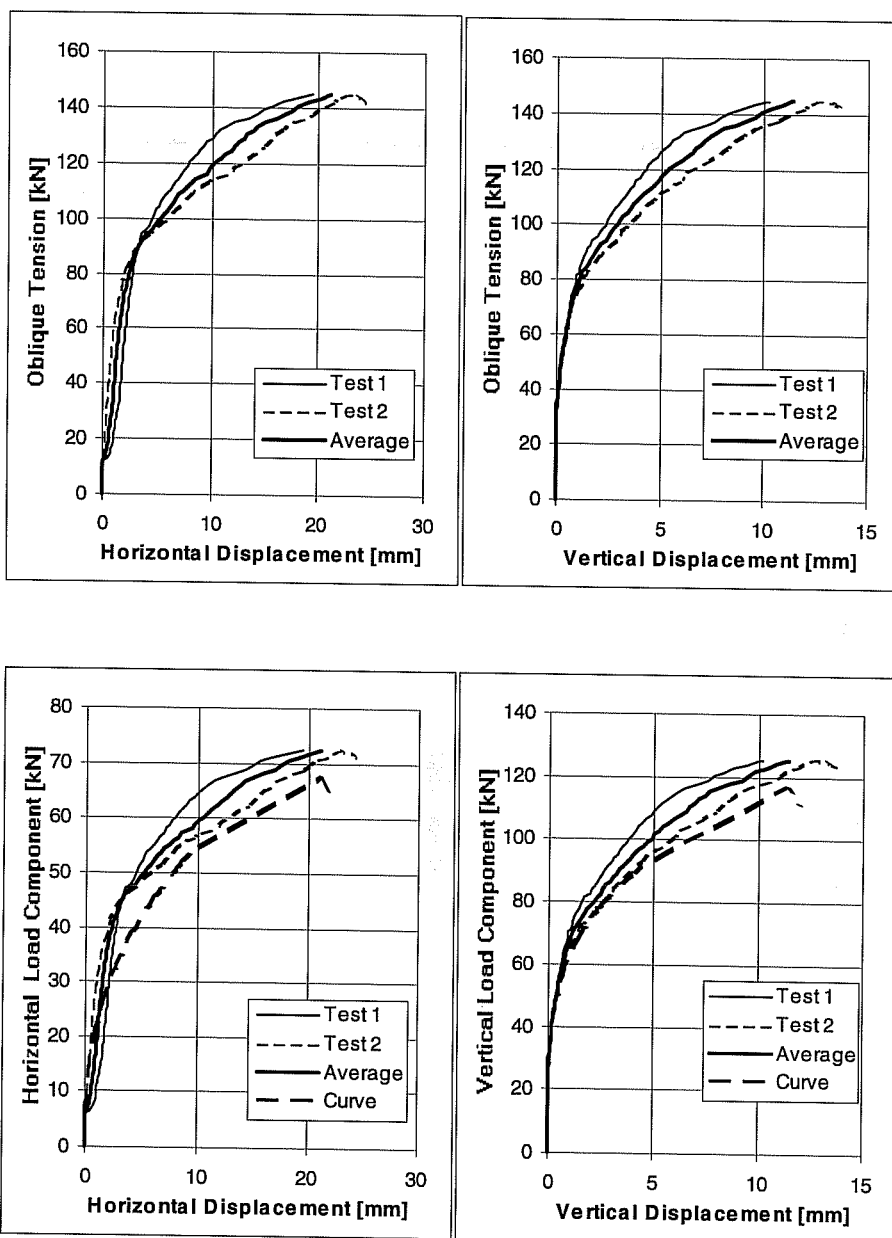 160
140
120
100
80
60
40
20
0
Oblique Tension [kN]
Test 1
Test 2
Average
0 10 20 30
Horizontal Displacement [mm]
160
140
120
100
80
60
40
20
0
Oblique Tension [kN]
Test 1
Test 2
Average
0 5 10 15
Vertical Displacement [mm]
80
70
60
50
40
30
20
10
0
Horizontal Load Component [kN]
Test 1
Test 2
Average
Curve
0 10 20 30
Horizontal Displacement [mm]
140
120
100
80
60
40
20
0
Vertical Load Component [kN]
Test 1
Test 2
Average
Curve
0 5 10 15
Vertical Displacement [mm]